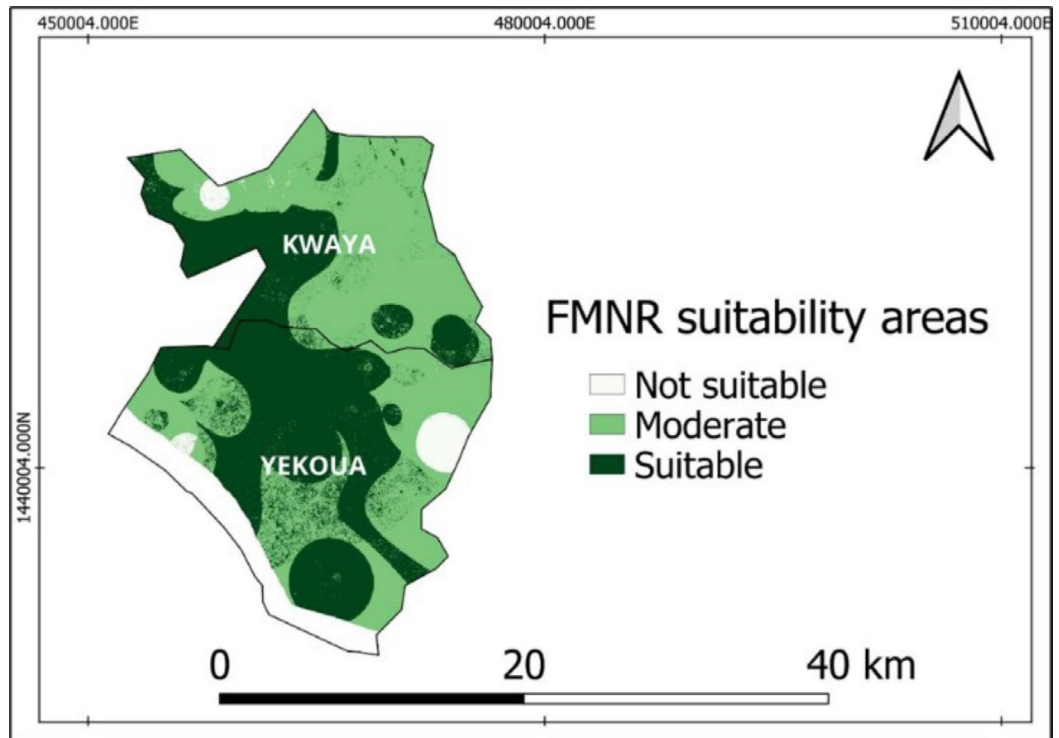 450004.000E 480004.000E 510004.000E
KWAYA
FMNR suitability areas
Not suitable
Moderate
Suitable
YEKOUA
1440004.000N
0 20 40 km